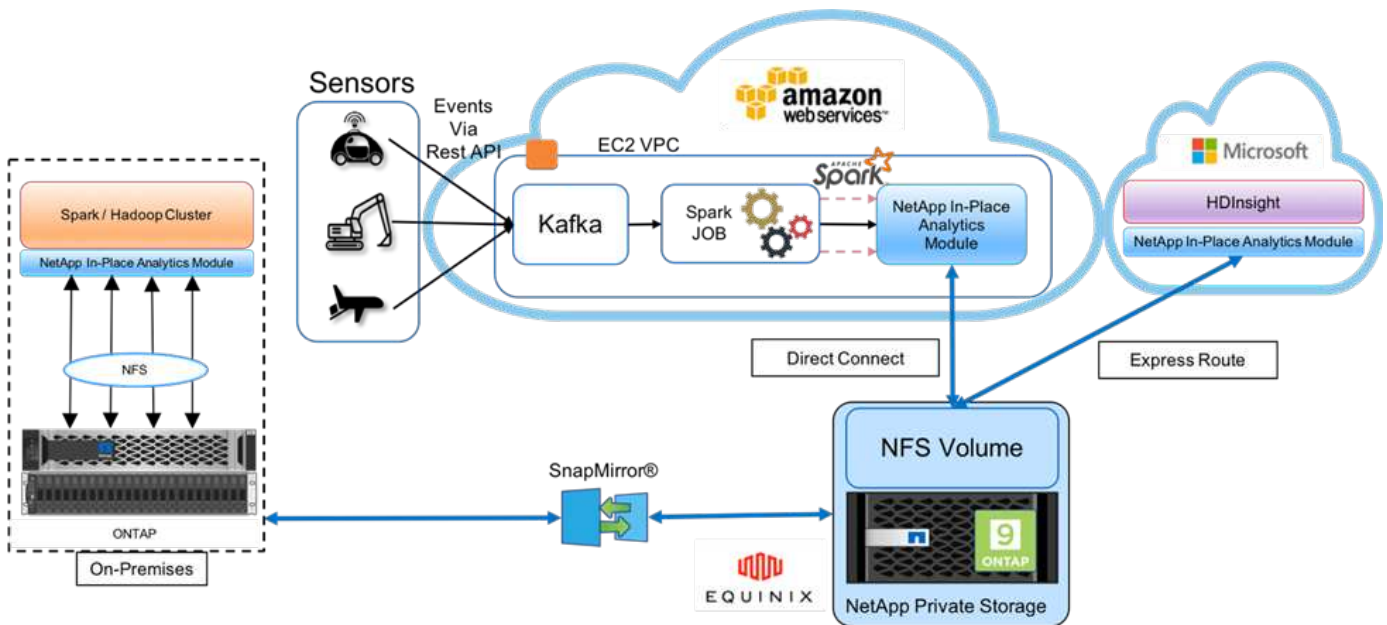 Sensors
Events
Via
Rest API
amazon
web services™
EC2 VPC
APACHE
Spark
Kafka
Spark
JOB
NetApp In-Place
Analytics
Module
Microsoft
HDInsight
NetApp In-Place Analytics Module
Spark / Hadoop Cluster
NetApp In-Place Analytics Module
NFS
ONTAP
On-Premises
Direct Connect
Express Route
SnapMirror®
EQUINIX
NFS Volume
9
ONTAP
NetApp Private Storage